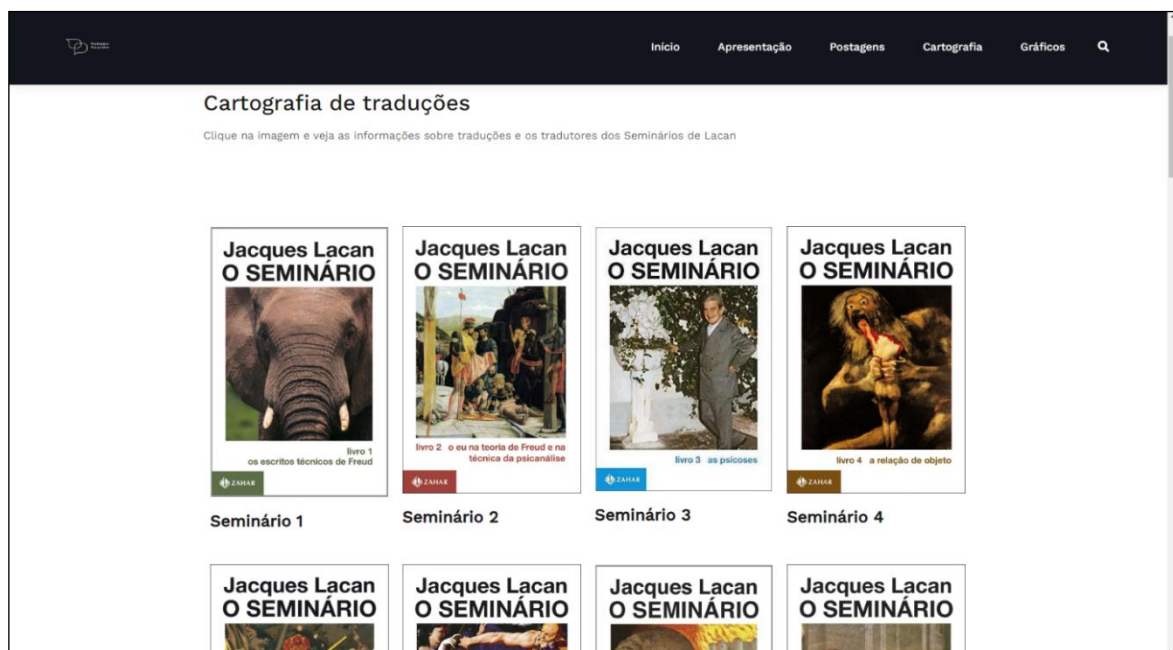 Início Apresentação Postagens Cartografia Gráficos
Cartografia de traduções
Clique na imagem e veja as informações sobre traduções e os tradutores dos Seminários de Lacan
Jacques Lacan
O SEMINÁRIO
livro 1
os escritos técnicos de Freud
ZAHAR
Seminário 1
Jacques Lacan
O SEMINÁRIO
livro 2 o eu na teoria de Freud e na
técnica da psicanálise
ZAHAR
Seminário 2
Jacques Lacan
O SEMINÁRIO
livro 3 as psicoses
ZAHAR
Seminário 3
Jacques Lacan
O SEMINÁRIO
livro 4 a relação de objeto
ZAHAR
Seminário 4
Jacques Lacan
O SEMINÁRIO
Jacques Lacan
O SEMINÁRIO
Jacques Lacan
O SEMINÁRIO
Jacques Lacan
O SEMINÁRIO